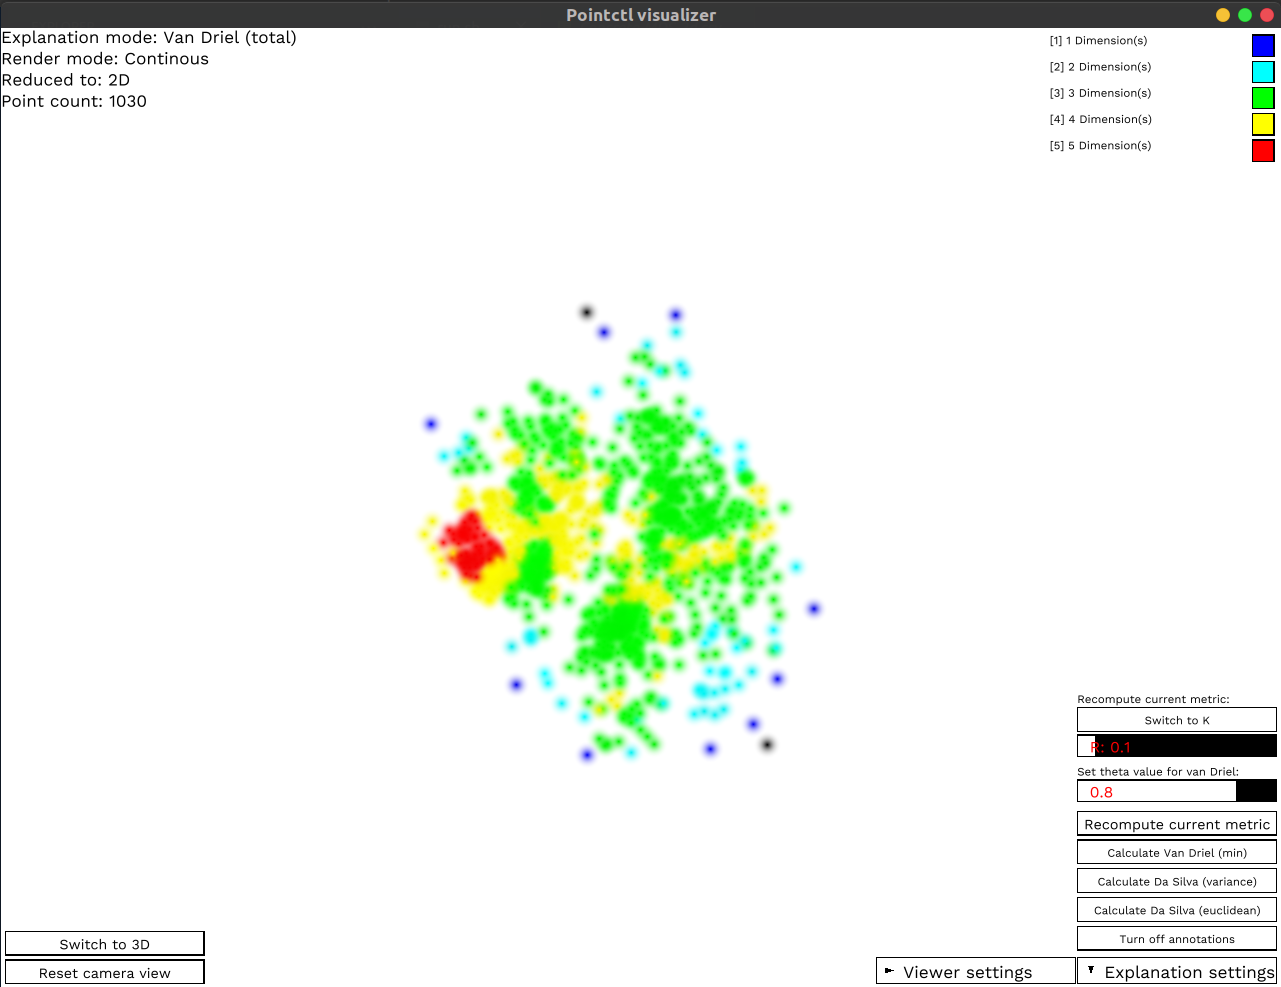 Pointctl visualizer
Explanation mode: Van Driel (total)
Render mode: Continous
Reduced to: 2D
Point count: 1030
[1] 1 Dimension(s)
[2] 2 Dimension(s)
[3] 3 Dimension(s)
[4] 4 Dimension(s)
[5] 5 Dimension(s)
Recompute current metric:
Switch to K
R: 0.1
Set theta value for van Driel:
0.8
Recompute current metric
Calculate Van Driel (min)
Calculate Da Silva (variance)
Calculate Da Silva (euclidean)
Turn off annotations
Switch to 3D
Reset camera view
Viewer settings
Explanation settings